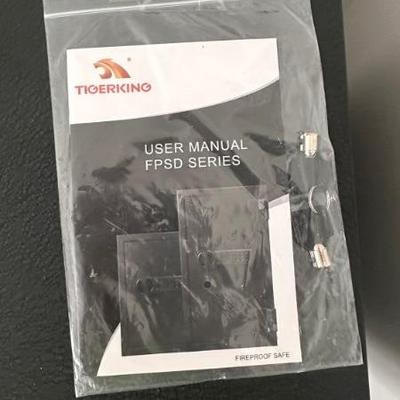 TIGERKING
USER MANUAL
FPSD SERIES
FIREPROOF SAFE